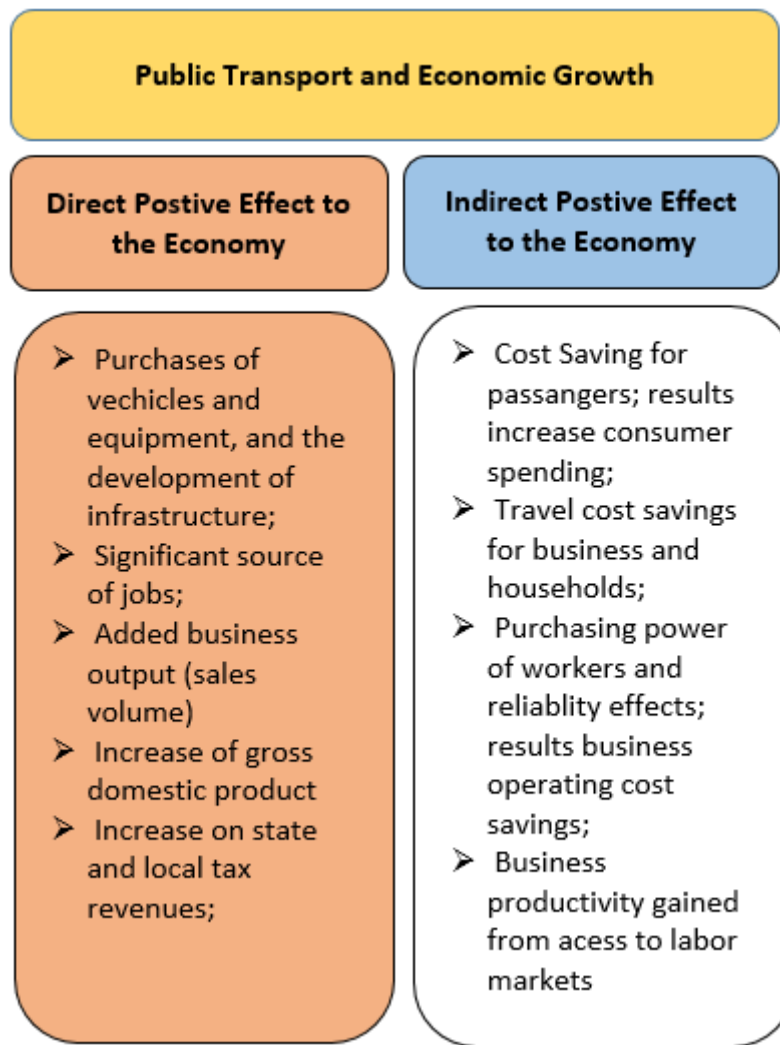 Public Transport and Economic Growth
Direct Postive Effect to
the Economy
Indirect Postive Effect
to the Economy
➢ Purchases of
vechicles and
equipment, and the
development of
infrastructure;
➢ Significant source
of jobs;
➢ Added business
output (sales
volume)
➢ Increase of gross
domestic product
➢ Increase on state
and local tax
revenues;
➢ Cost Saving for
passangers; results
increase consumer
spending;
➢ Travel cost savings
for business and
households;
➢ Purchasing power
of workers and
reliablity effects;
results business
operating cost
savings;
➢ Business
productivity gained
from acess to labor
markets